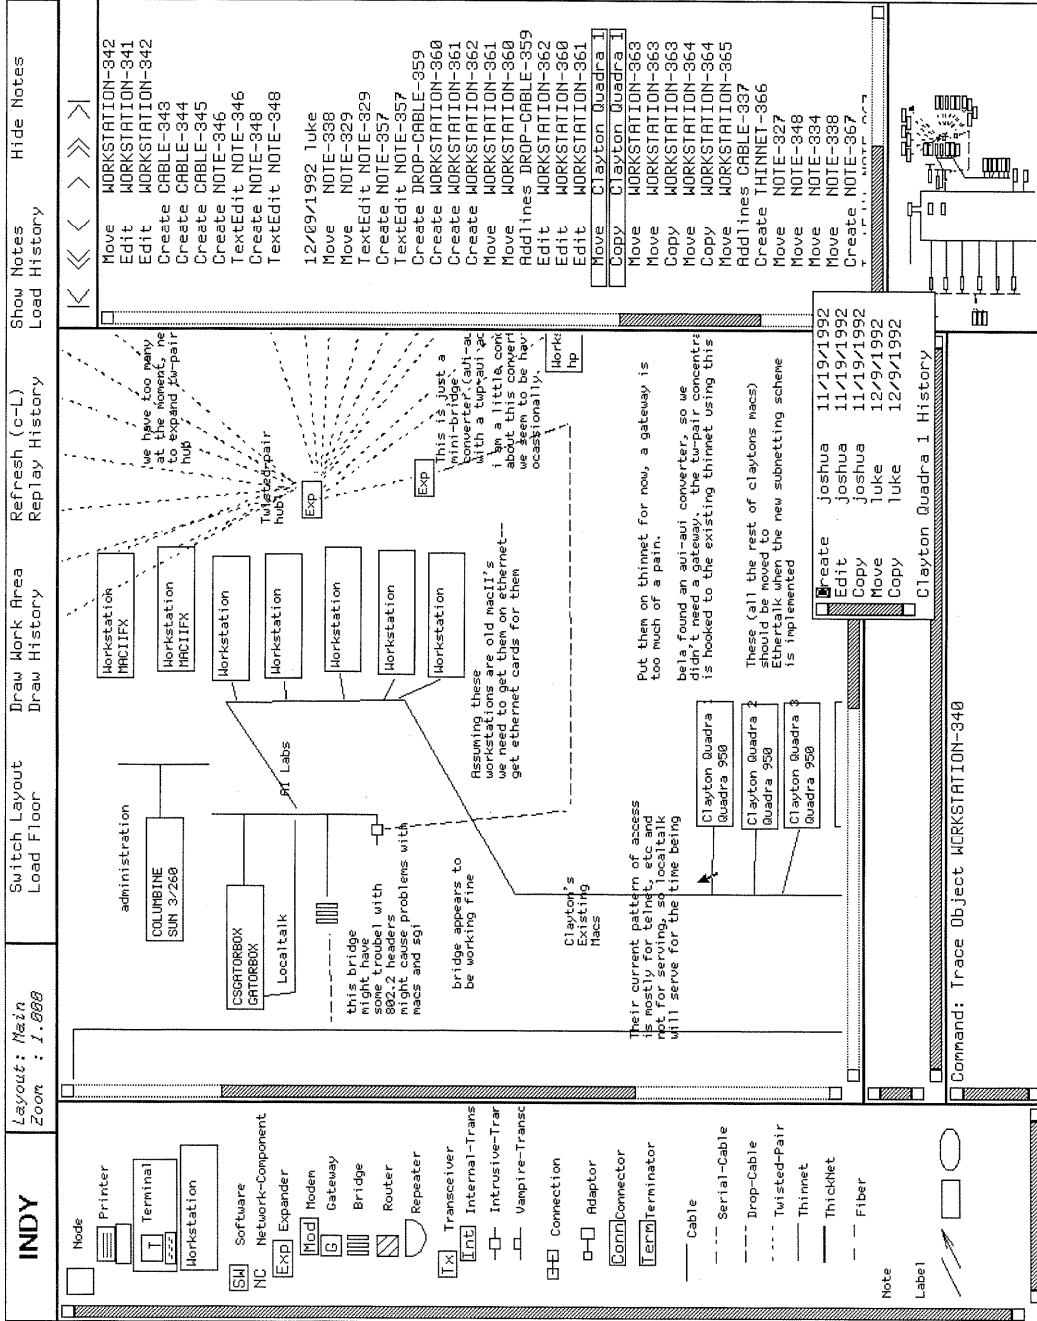 INDY
Layout: Main
Zoom : 1.000
Switch Layout
Load Floor
Draw Work Area
Draw History
Refresh (c-L)
Replay History
Show Notes
Load History
Hide Notes
Node
Printer
Terminal
T
Workstation
SW Software
NC Network-Component
Exp Expander
Mod Modem
G Gateway
Bridge
Router
Repeater
Tx Transceiver
Int Internal-Trans
Intrusive-Trar
Vampire-Transc
Connection
Adaptor
Conn Connector
Term Terminator
Cable
Serial-Cable
Drop-Cable
Twisted-Pair
Thinnet
ThickNet
Fiber
Note
Label
administration
COLUMBINE
SUN 3/260
CSGATORBOX
GATORBOX
Localtalk
AI Labs
this bridge
might have
some troubel with
802.2 headers
might cause problems with
macs and sgi
bridge appears to
be working fine
Workstation
MACIIFX
Workstation
MACIIFX
Workstation
Workstation
Workstation
Workstation
Workstation
we have too many
at the moment, ne
to expand tw-pair
hub
Twisted-pair
hub
Exp
Exp
This is just a
mini-bridge
converter (aui-au
with a twp-aui ac
i am a little conc
about this convert
we seem to be hav
ocassionally.
Works
hp
Assuming these
workstations are old macII's
we need to get them on ethernet--
get ethernet cards for them
Clayton's
Existing
Macs
Their current pattern of access
is mostly for telnet, etc and
not for serving, so localtalk
will serve for the time being
Clayton Quadra 1
Quadra 950
Clayton Quadra 2
Quadra 950
Clayton Quadra 3
Quadra 950
Put them on thinnet for now, a gateway is
too much of a pain.
bela found an aui-aui converter, so we
didn't need a gateway. the tw-pair concentra
is hooked to the existing thinnet using this
These (all the rest of claytons macs)
should be moved to
Ethertalk when the new subnetting scheme
is implemented
Move WORKSTATION-342
Edit WORKSTATION-341
Edit WORKSTATION-342
Create CABLE-343
Create CABLE-344
Create CABLE-345
Create NOTE-346
TextEdit NOTE-346
Create NOTE-348
TextEdit NOTE-348
12/09/1992 luke
Move NOTE-338
Move NOTE-329
TextEdit NOTE-329
Create NOTE-357
TextEdit NOTE-357
Create DROP-CABLE-359
Create WORKSTATION-360
Create WORKSTATION-361
Create WORKSTATION-362
Move WORKSTATION-361
Move WORKSTATION-360
Addlines DROP-CABLE-359
Edit WORKSTATION-362
Edit WORKSTATION-360
Edit WORKSTATION-361
Move Clayton Quadra 1
Copy Clayton Quadra 1
Move WORKSTATION-363
Move WORKSTATION-363
Copy WORKSTATION-363
Move WORKSTATION-364
Copy WORKSTATION-364
Move WORKSTATION-365
Addlines CABLE-337
Create THINNET-366
Move NOTE-327
Move NOTE-348
Move NOTE-334
Move NOTE-338
Create NOTE-367
Create joshua 11/19/1992
Edit joshua 11/19/1992
Copy joshua 11/19/1992
Move luke 12/9/1992
Copy luke 12/9/1992
Clayton Quadra 1 History
Command: Trace Object WORKSTATION-340